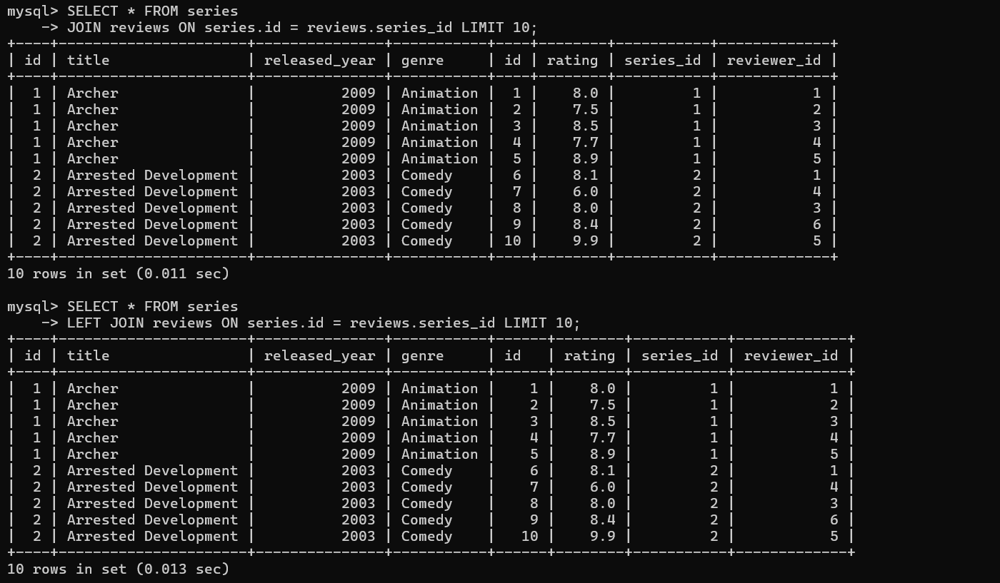 mysql> SELECT * FROM series
    -> JOIN reviews ON series.id = reviews.series_id LIMIT 10;
+----+----------------------+---------------+-----------+----+--------+-----------+-------------+
| id | title                | released_year | genre     | id | rating | series_id | reviewer_id |
+----+----------------------+---------------+-----------+----+--------+-----------+-------------+
|  1 | Archer               |          2009 | Animation |  1 |    8.0 |         1 |           1 |
|  1 | Archer               |          2009 | Animation |  2 |    7.5 |         1 |           2 |
|  1 | Archer               |          2009 | Animation |  3 |    8.5 |         1 |           3 |
|  1 | Archer               |          2009 | Animation |  4 |    7.7 |         1 |           4 |
|  1 | Archer               |          2009 | Animation |  5 |    8.9 |         1 |           5 |
|  2 | Arrested Development |          2003 | Comedy    |  6 |    8.1 |         2 |           1 |
|  2 | Arrested Development |          2003 | Comedy    |  7 |    6.0 |         2 |           4 |
|  2 | Arrested Development |          2003 | Comedy    |  8 |    8.0 |         2 |           3 |
|  2 | Arrested Development |          2003 | Comedy    |  9 |    8.4 |         2 |           6 |
|  2 | Arrested Development |          2003 | Comedy    | 10 |    9.9 |         2 |           5 |
+----+----------------------+---------------+-----------+----+--------+-----------+-------------+
10 rows in set (0.011 sec)

mysql> SELECT * FROM series
    -> LEFT JOIN reviews ON series.id = reviews.series_id LIMIT 10;
+----+----------------------+---------------+-----------+------+--------+-----------+-------------+
| id | title                | released_year | genre     | id   | rating | series_id | reviewer_id |
+----+----------------------+---------------+-----------+------+--------+-----------+-------------+
|  1 | Archer               |          2009 | Animation |    1 |    8.0 |         1 |           1 |
|  1 | Archer               |          2009 | Animation |    2 |    7.5 |         1 |           2 |
|  1 | Archer               |          2009 | Animation |    3 |    8.5 |         1 |           3 |
|  1 | Archer               |          2009 | Animation |    4 |    7.7 |         1 |           4 |
|  1 | Archer               |          2009 | Animation |    5 |    8.9 |         1 |           5 |
|  2 | Arrested Development |          2003 | Comedy    |    6 |    8.1 |         2 |           1 |
|  2 | Arrested Development |          2003 | Comedy    |    7 |    6.0 |         2 |           4 |
|  2 | Arrested Development |          2003 | Comedy    |    8 |    8.0 |         2 |           3 |
|  2 | Arrested Development |          2003 | Comedy    |    9 |    8.4 |         2 |           6 |
|  2 | Arrested Development |          2003 | Comedy    |   10 |    9.9 |         2 |           5 |
+----+----------------------+---------------+-----------+------+--------+-----------+-------------+
10 rows in set (0.013 sec)